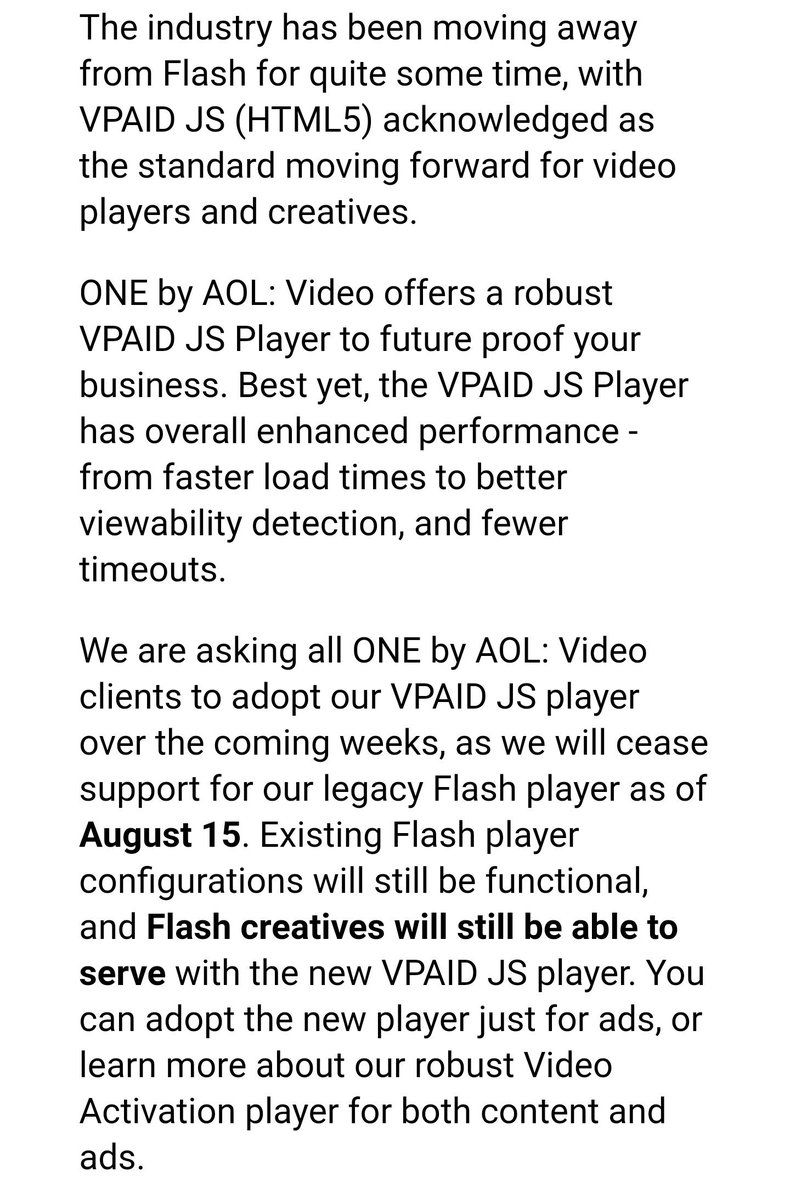 The industry has been moving away
from Flash for quite some time, with
VPAID JS (HTML5) acknowledged as
the standard moving forward for video
players and creatives.
ONE by AOL: Video offers a robust
VPAID JS Player to future proof your
business. Best yet, the VPAID JS Player
has overall enhanced performance -
from faster load times to better
viewability detection, and fewer
timeouts.
We are asking all ONE by AOL: Video
clients to adopt our VPAID JS player
over the coming weeks, as we will cease
support for our legacy Flash player as of
August 15. Existing Flash player
configurations will still be functional,
and Flash creatives will still be able to
serve with the new VPAID JS player. You
can adopt the new player just for ads, or
learn more about our robust Video
Activation player for both content and
ads.